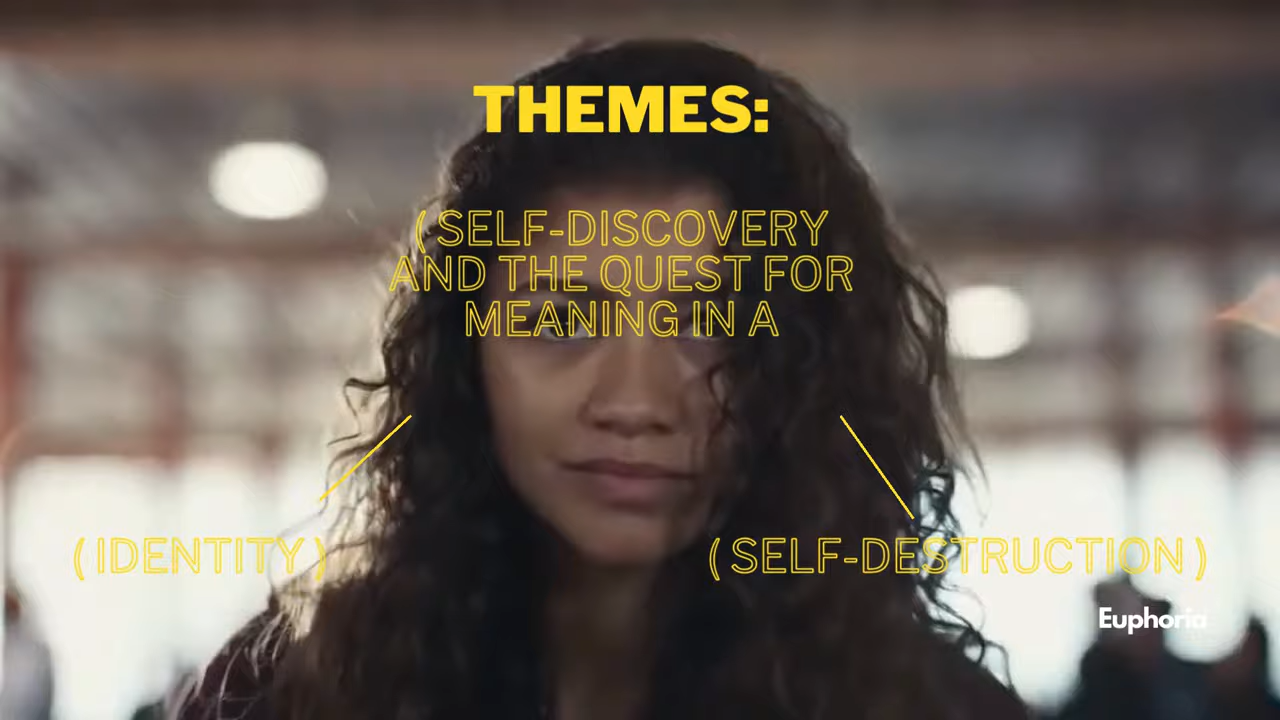 THEMES:
(SELF-DISCOVERY
AND THE QUEST FOR
MEANING IN A
(IDENTITY)
(SELF-DESTRUCTION)
Euphoria